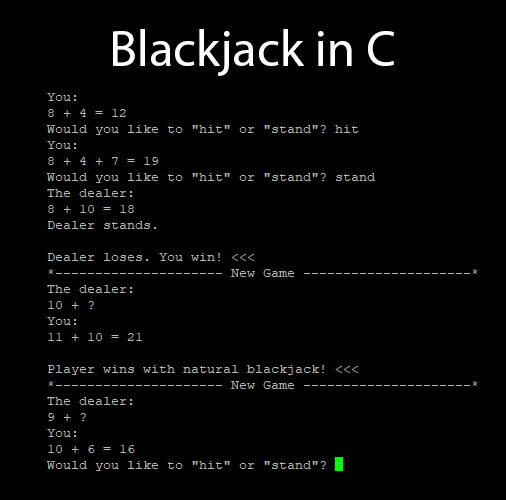 Blackjack in C
You:
8 + 4 = 12
Would you like to "hit" or "stand"? hit
You:
8 + 4 + 7 = 19
Would you like to "hit" or "stand"? stand
The dealer:
8 + 10 = 18
Dealer stands.
Dealer loses. You win! <<<
*--------------------- New Game ---------------------*
The dealer:
10 + ?
You:
11 + 10 = 21
Player wins with natural blackjack! <<<
*--------------------- New Game ---------------------*
The dealer:
9 + ?
You:
10 + 6 = 16
Would you like to "hit" or "stand"?